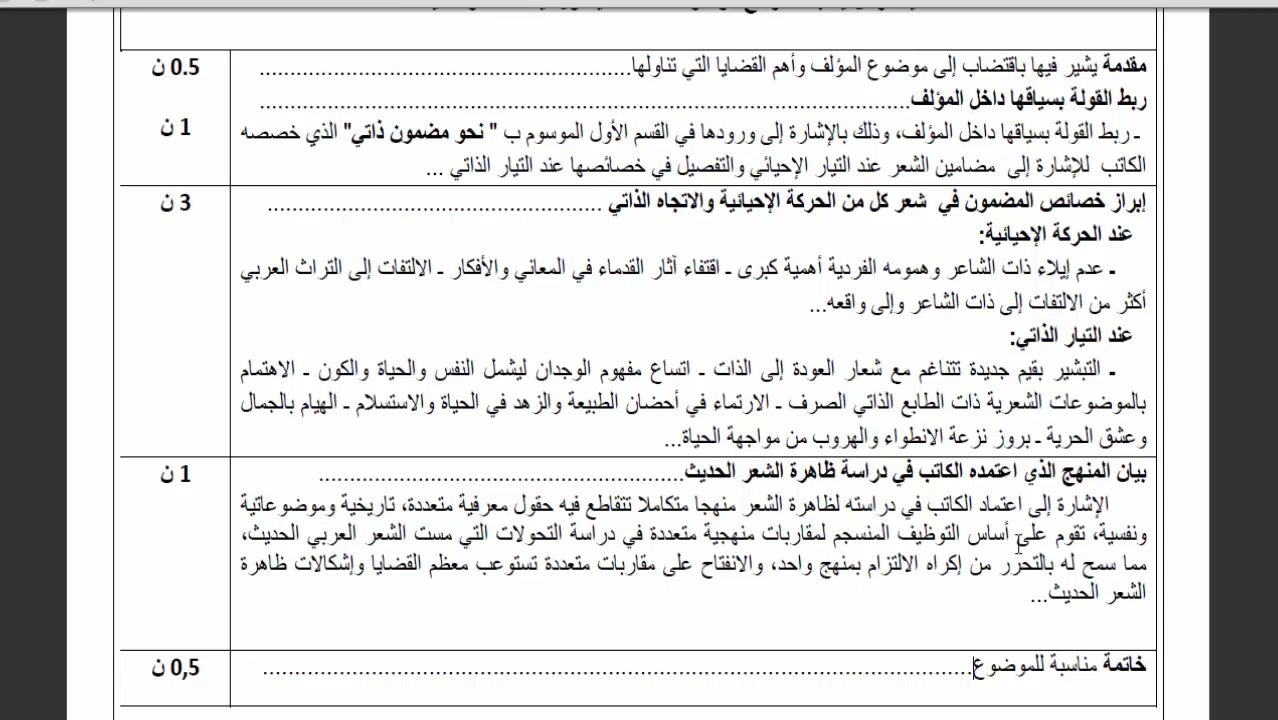 مقدمة يشير فيها باقتضاب إلى موضوع المؤلف وأهم القضايا التي تناولها............................................................ 0.5 ن
ربط القولة بسياقها داخل المؤلف..........................................................................................................
ـ ربط القولة بسياقها داخل المؤلف، وذلك بالإشارة إلى ورودها في القسم الأول الموسوم ب " نحو مضمون ذاتي" الذي خصصه 1 ن
الكاتب للإشارة إلى مضامين الشعر عند التيار الإحيائي والتفصيل في خصائصها عند التيار الذاتي ...
إبراز خصائص المضمون في شعر كل من الحركة الإحيائية والاتجاه الذاتي ...................................................... 3 ن
عند الحركة الإحيائية:
ـ عدم إيلاء ذات الشاعر وهمومه الفردية أهمية كبرى ـ اقتفاء آثار القدماء في المعاني والأفكار ـ الالتفات إلى التراث العربي
أكثر من الالتفات إلى ذات الشاعر وإلى واقعه...
عند التيار الذاتي:
ـ التبشير بقيم جديدة تتناغم مع شعار العودة إلى الذات ـ اتساع مفهوم الوجدان ليشمل النفس والحياة والكون ـ الاهتمام
بالموضوعات الشعرية ذات الطابع الذاتي الصرف ـ الارتماء في أحضان الطبيعة والزهد في الحياة والاستسلام ـ الهيام بالجمال
وعشق الحرية ـ بروز نزعة الانطواء والهروب من مواجهة الحياة...
بيان المنهج الذي اعتمده الكاتب في دراسة ظاهرة الشعر الحديث........................................................... 1 ن
الإشارة إلى اعتماد الكاتب في دراسته لظاهرة الشعر منهجا متكاملا تتقاطع فيه حقول معرفية متعددة، تاريخية وموضوعاتية
ونفسية، تقوم على أساس التوظيف المنسجم لمقاربات منهجية متعددة في دراسة التحولات التي مست الشعر العربي الحديث،
مما سمح له بالتحرر من إكراه الالتزام بمنهج واحد، والانفتاح على مقاربات متعددة تستوعب معظم القضايا وإشكالات ظاهرة
الشعر الحديث...
خاتمة مناسبة للموضوع.................................................................................................................... 0,5 ن